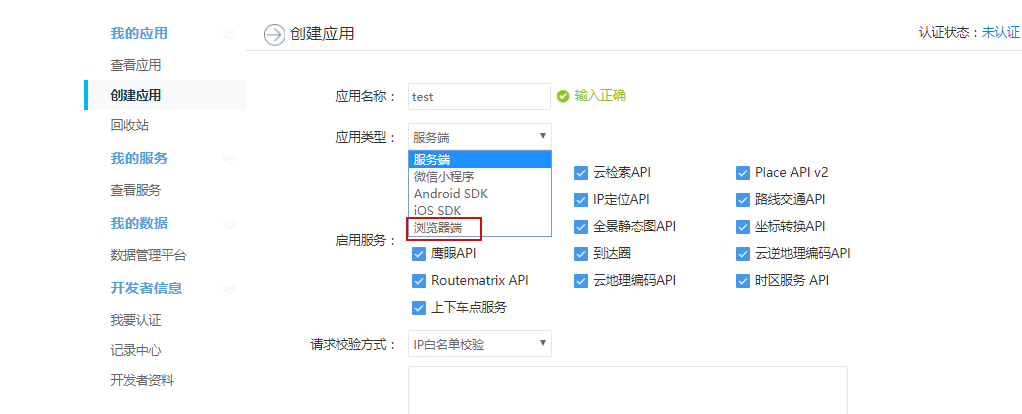 我的应用
查看应用
创建应用
回收站
我的服务
查看服务
我的数据
数据管理平台
开发者信息
我要认证
记录中心
开发者资料
创建应用
认证状态：未认证
应用名称： test 输入正确
应用类型： 服务端
服务端
微信小程序
Android SDK
iOS SDK
浏览器端
启用服务：
云检索API Place API v2
IP定位API 路线交通API
全景静态图API 坐标转换API
鹰眼API 到达圈 云逆地理编码API
Routematrix API 云地理编码API 时区服务 API
上下车点服务
请求校验方式： IP白名单校验